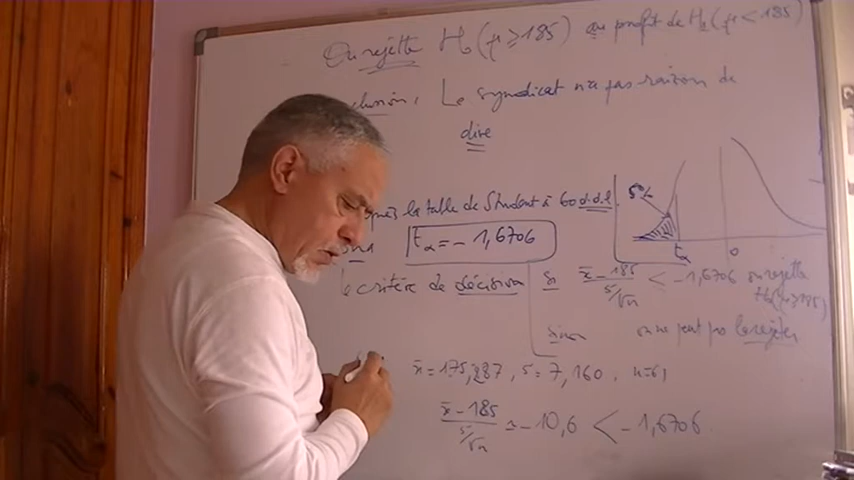 On rejette H₀ (μ ≥ 185) au profit de H₁ (μ < 185)
clusion : Le syndicat n'a pas raison de
dire
la table de Student à 60 d.d.l.
5%
ons tα = - 1,6706
tα 0
le critère de décision si x̄ - 185 / s/√n < - 1,6706 on rejette
H₀ (μ ≥ 185)
sinon on ne peut pas la rejeter
x̄ = 175,287, s = 7,160, n = 61
x̄ - 185 / s/√n ≃ - 10,6 < - 1,6706